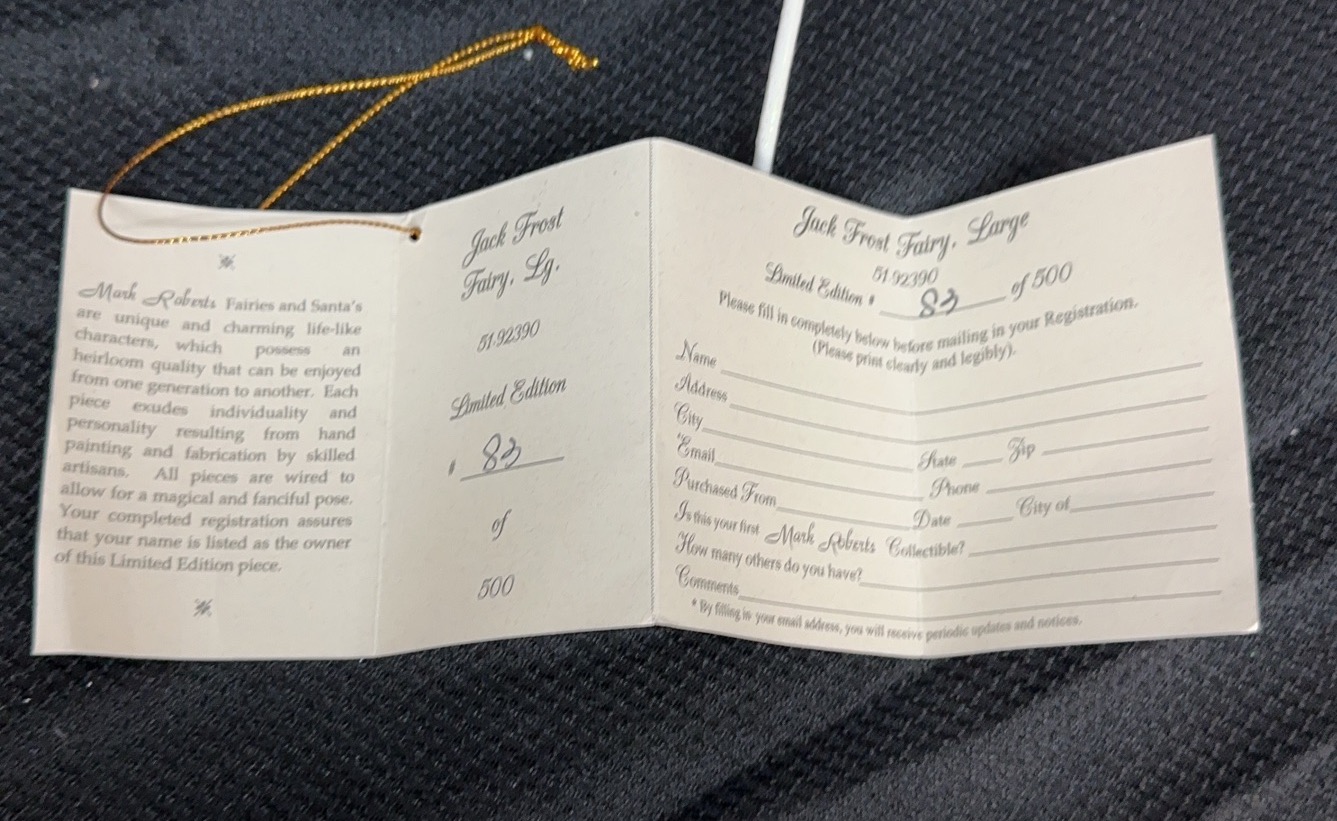 Mark Roberts Fairies and Santa's
are unique and charming life-like
characters, which possess an
heirloom quality that can be enjoyed
from one generation to another. Each
piece exudes individuality and
personality resulting from hand
painting and fabrication by skilled
artisans. All pieces are wired to
allow for a magical and fanciful pose.
Your completed registration assures
that your name is listed as the owner
of this Limited Edition piece.
Jack Frost
Fairy, Lg.
51-92390
Limited Edition
# 83
of
500
Jack Frost Fairy, Large
51-92390
Limited Edition # 83 of 500
Please fill in completely below before mailing in your Registration.
(Please print clearly and legibly).
Name
Address
City State Zip
*Email Phone
Purchased From Date City of
Is this your first Mark Roberts Collectible?
How many others do you have?
Comments
* By filling in your email address, you will receive periodic updates and notices.